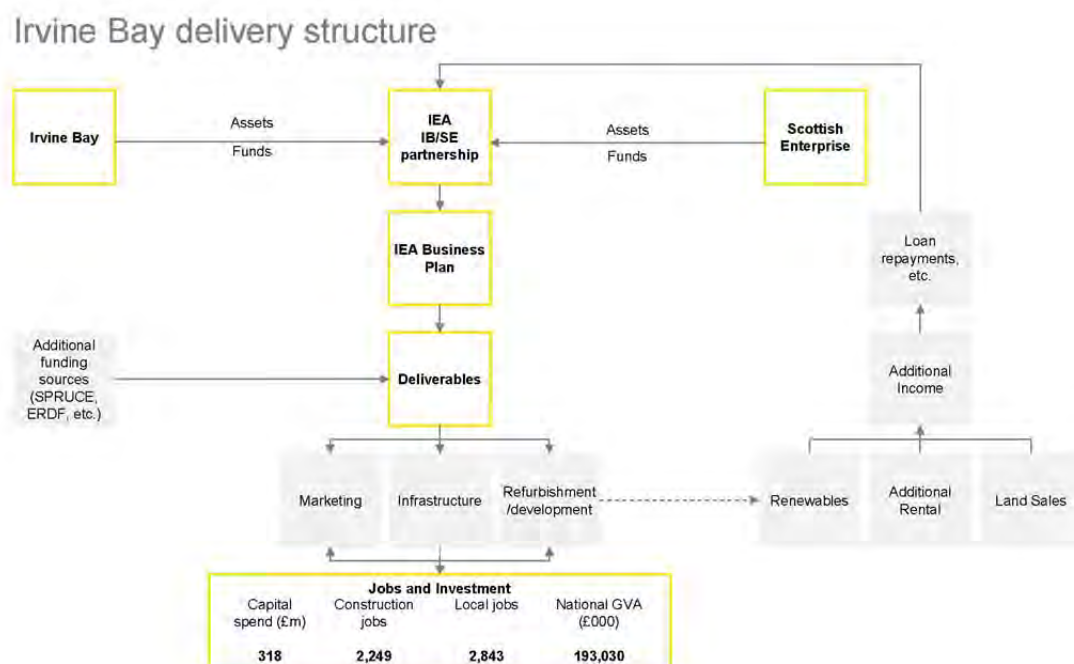 Irvine Bay delivery structure
Irvine Bay
Assets
Funds
IEA
IB/SE
partnership
Assets
Funds
Scottish
Enterprise
IEA Business
Plan
Loan
repayments,
etc.
Additional
funding
sources
(SPRUCE,
ERDF, etc.)
Deliverables
Additional
Income
Marketing
Infrastructure
Refurbishment
/development
Renewables
Additional
Rental
Land Sales
Jobs and Investment
Capital
spend (£m)
Construction
jobs
Local jobs
National GVA
(£000)
318
2,249
2,843
193,030